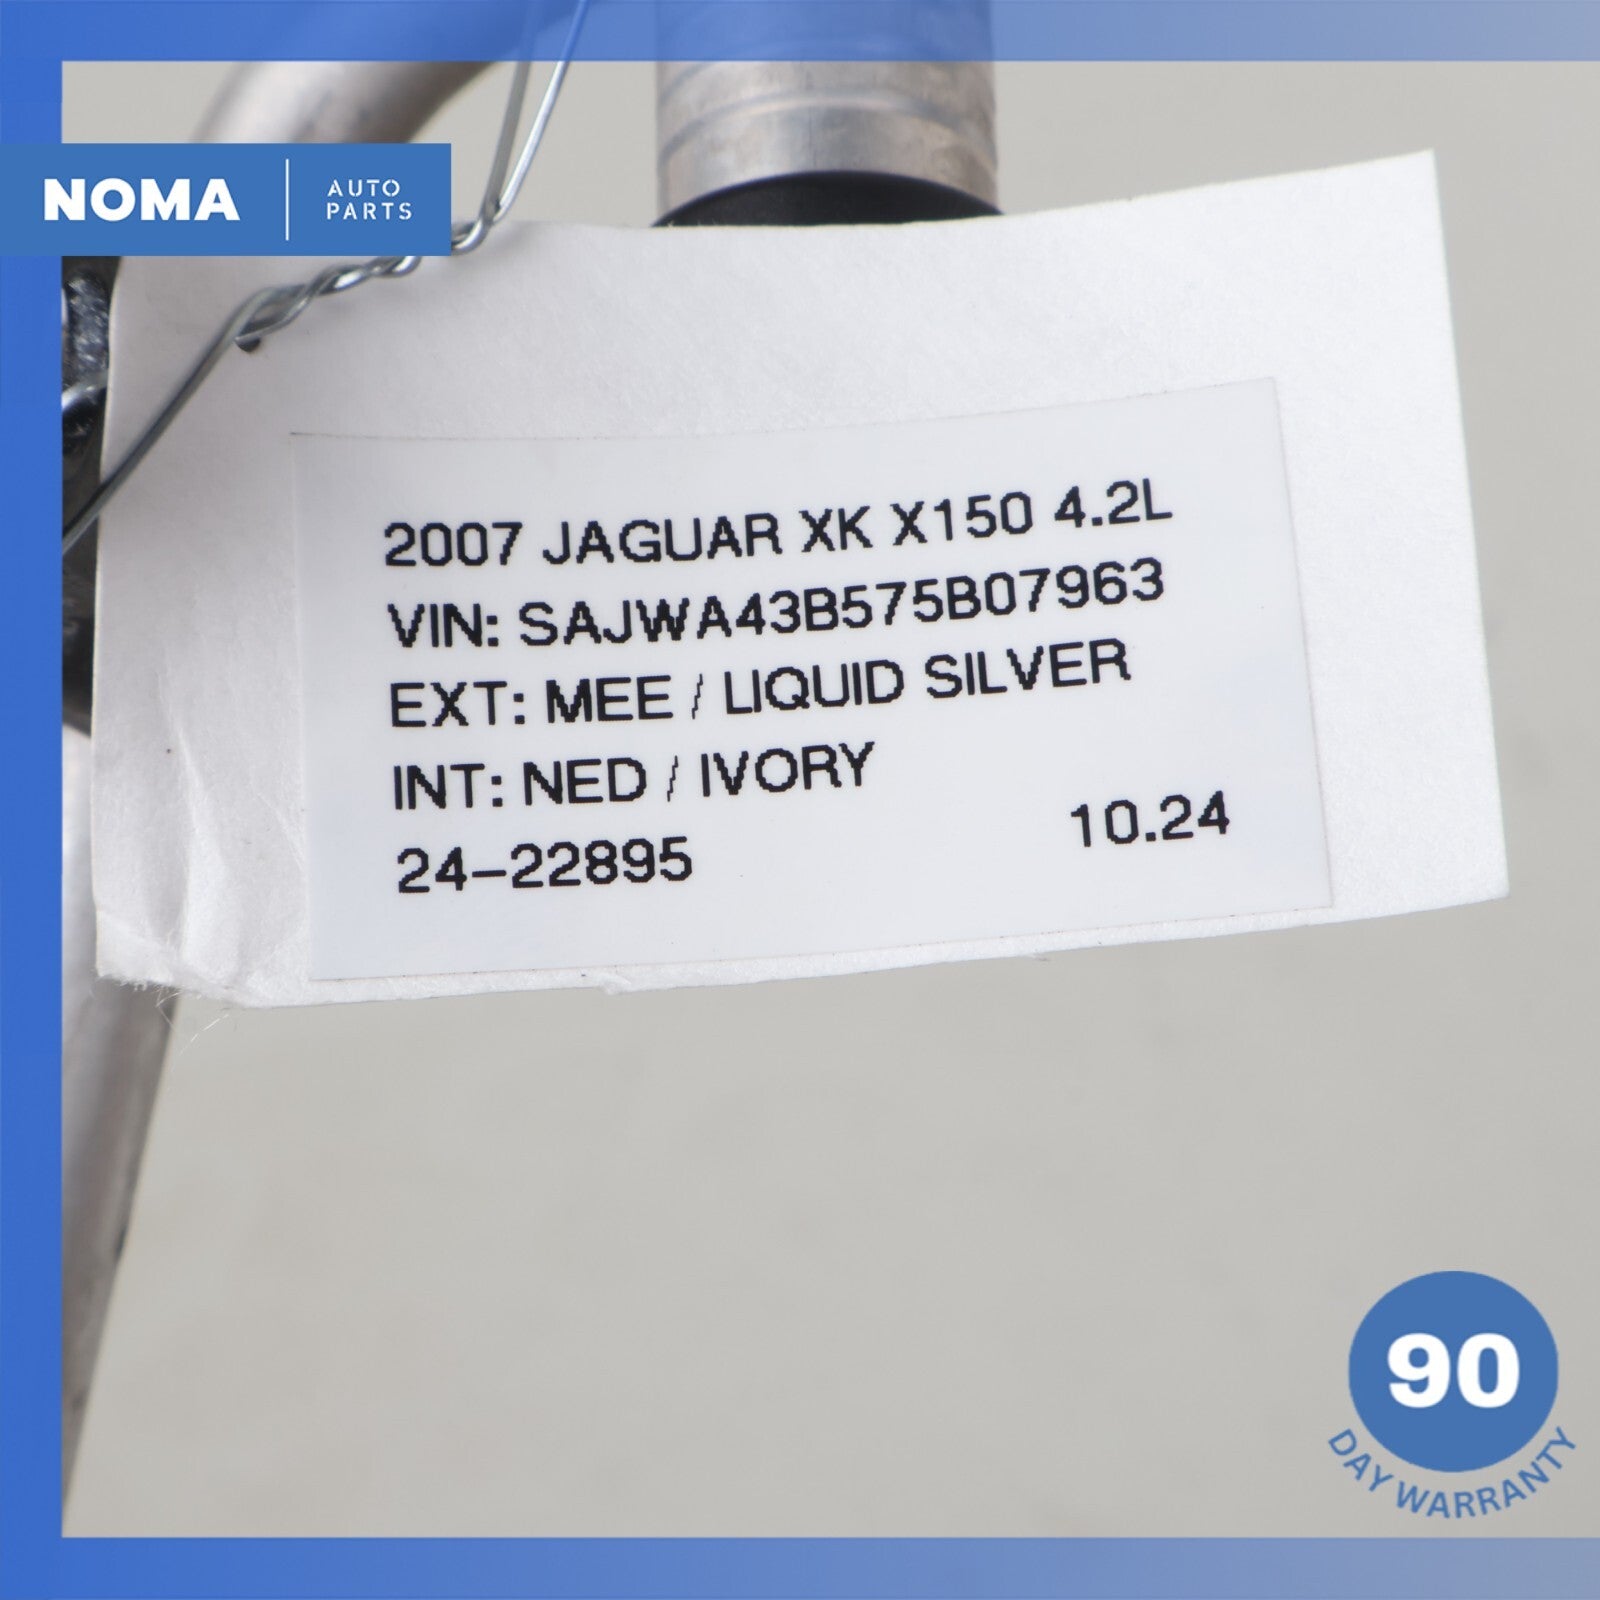 NOMA
AUTO
PARTS
2007 JAGUAR XK X150 4.2L
VIN: SAJWA43B575B07963
EXT: MEE / LIQUID SILVER
INT: NED / IVORY
24-22895 10.24
90
DAY WARRANTY